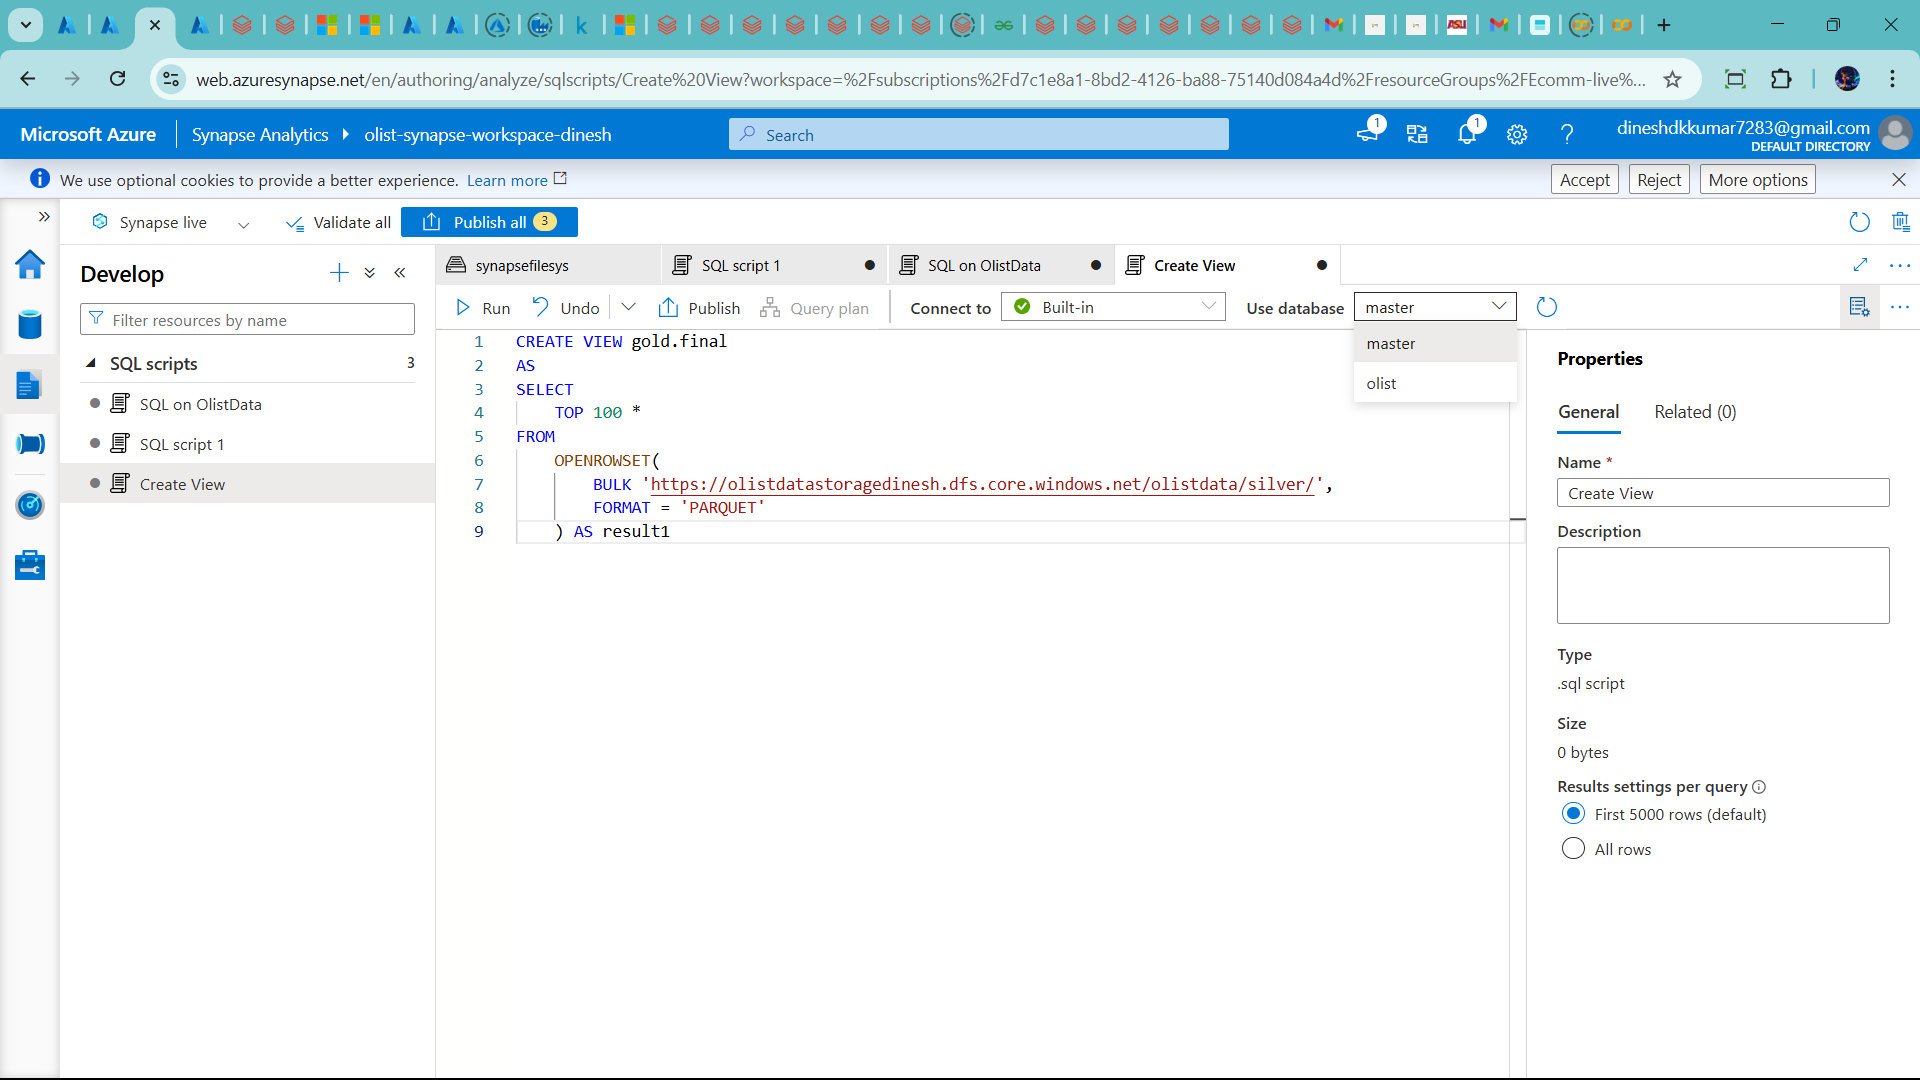 web.azuresynapse.net/en/authoring/analyze/sqlscripts/Create%20View?workspace=%2Fsubscriptions%2Fd7c1e8a1-8bd2-4126-ba88-75140d084a4d%2FresourceGroups%2FEcomm-live%...
Microsoft Azure
Synapse Analytics
olist-synapse-workspace-dinesh
Search
1
1
dineshdkkumar7283@gmail.com
DEFAULT DIRECTORY
We use optional cookies to provide a better experience. Learn more
Accept
Reject
More options
Synapse live
Validate all
Publish all 3
Develop
Filter resources by name
SQL scripts 3
SQL on OlistData
SQL script 1
Create View
synapsefilesys
SQL script 1
SQL on OlistData
Create View
Run
Undo
Publish
Query plan
Connect to
Built-in
Use database
master
master
olist
1 CREATE VIEW gold.final
2 AS
3 SELECT
4 TOP 100 *
5 FROM
6 OPENROWSET(
7 BULK 'https://olistdatastoragedinesh.dfs.core.windows.net/olistdata/silver/',
8 FORMAT = 'PARQUET'
9 ) AS result1
Properties
General
Related (0)
Name *
Create View
Description
Type
.sql script
Size
0 bytes
Results settings per query
First 5000 rows (default)
All rows